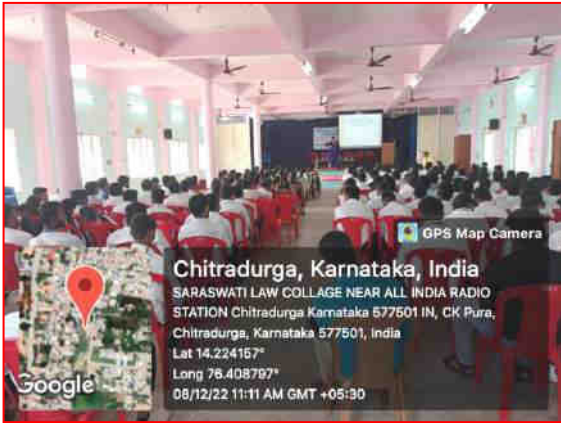 GPS Map Camera
Chitradurga, Karnataka, India
SARASWATI LAW COLLAGE NEAR ALL INDIA RADIO
STATION Chitradurga Karnataka 577501 IN, CK Pura,
Chitradurga, Karnataka 577501, India
Lat 14.224157°
Long 76.408797°
08/12/22 11:11 AM GMT +05:30
Google